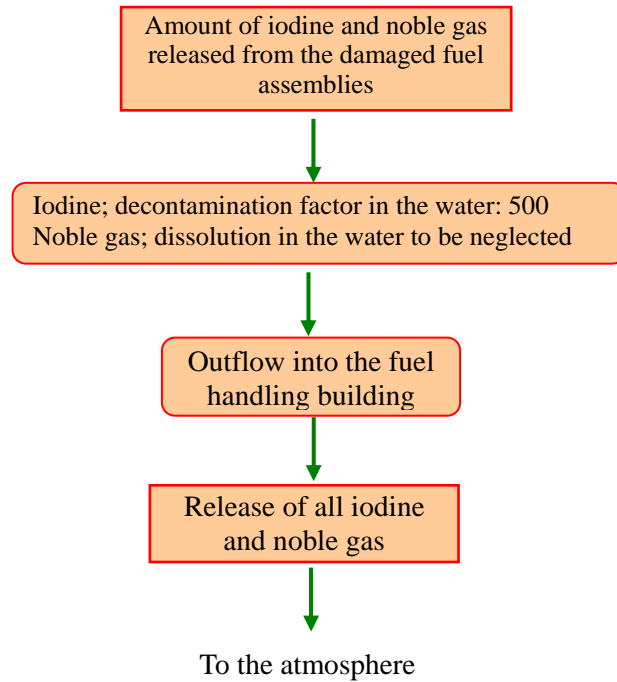 Amount of iodine and noble gas
released from the damaged fuel
assemblies
Iodine; decontamination factor in the water: 500
Noble gas; dissolution in the water to be neglected
Outflow into the fuel
handling building
Release of all iodine
and noble gas
To the atmosphere